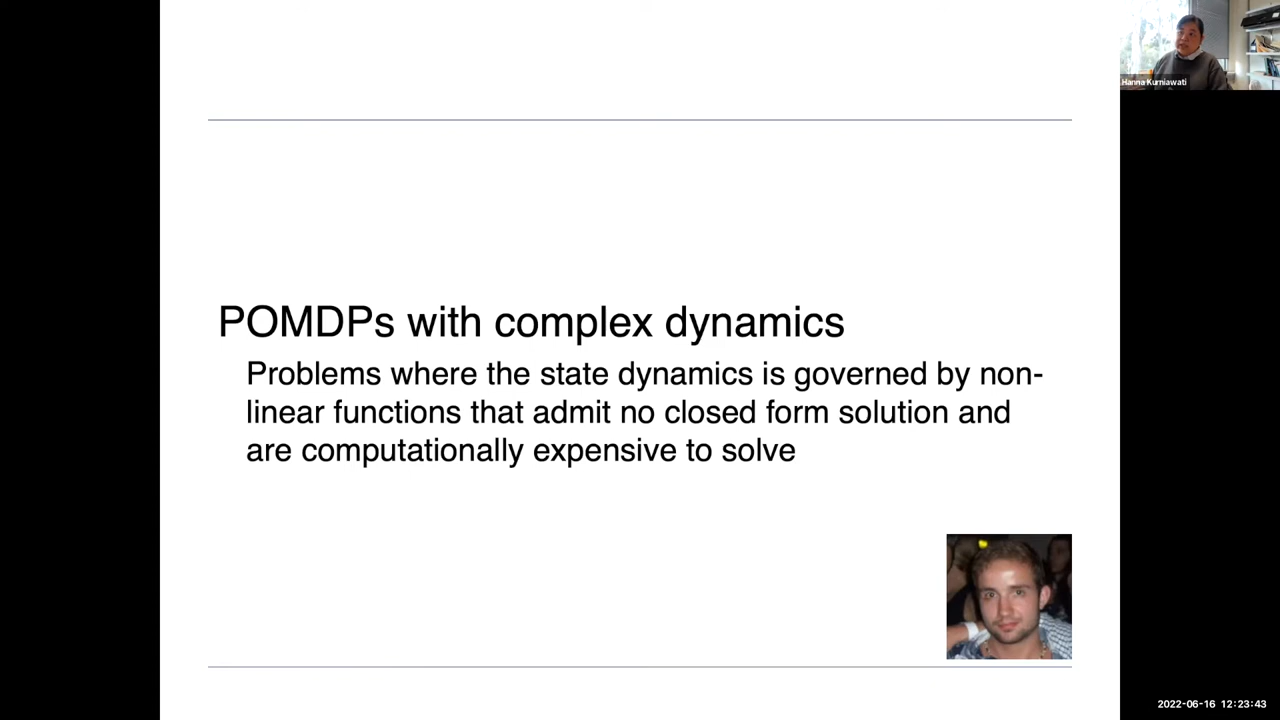 Hanna Kurniawati
POMDPs with complex dynamics
Problems where the state dynamics is governed by non-
linear functions that admit no closed form solution and
are computationally expensive to solve
2022-06-16 12:23:43